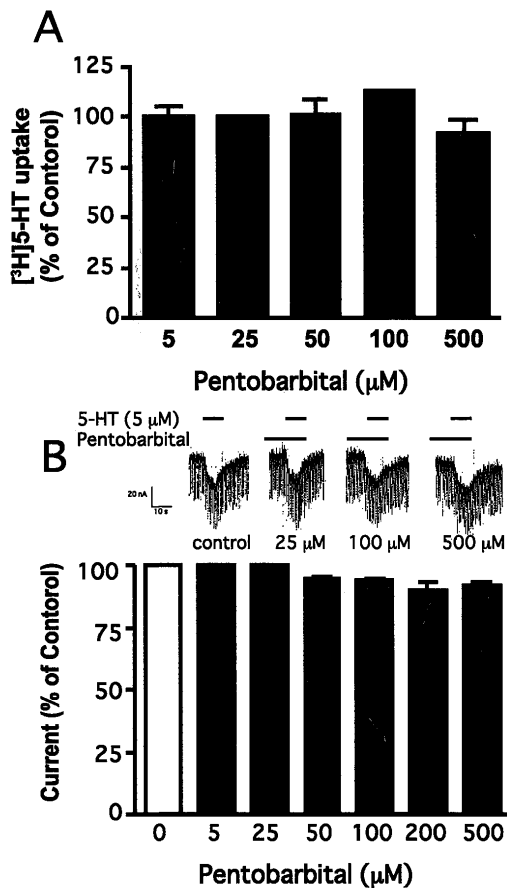 A
[³H]5-HT uptake
(% of Contorol)
125
100
75
50
25
0
5 25 50 100 500
Pentobarbital (μM)
5-HT (5 μM)
Pentobarbital
B
20 nA
10 s
control 25 μM 100 μM 500 μM
Current (% of Contorol)
100
75
50
25
0
0 5 25 50 100 200 500
Pentobarbital (μM)